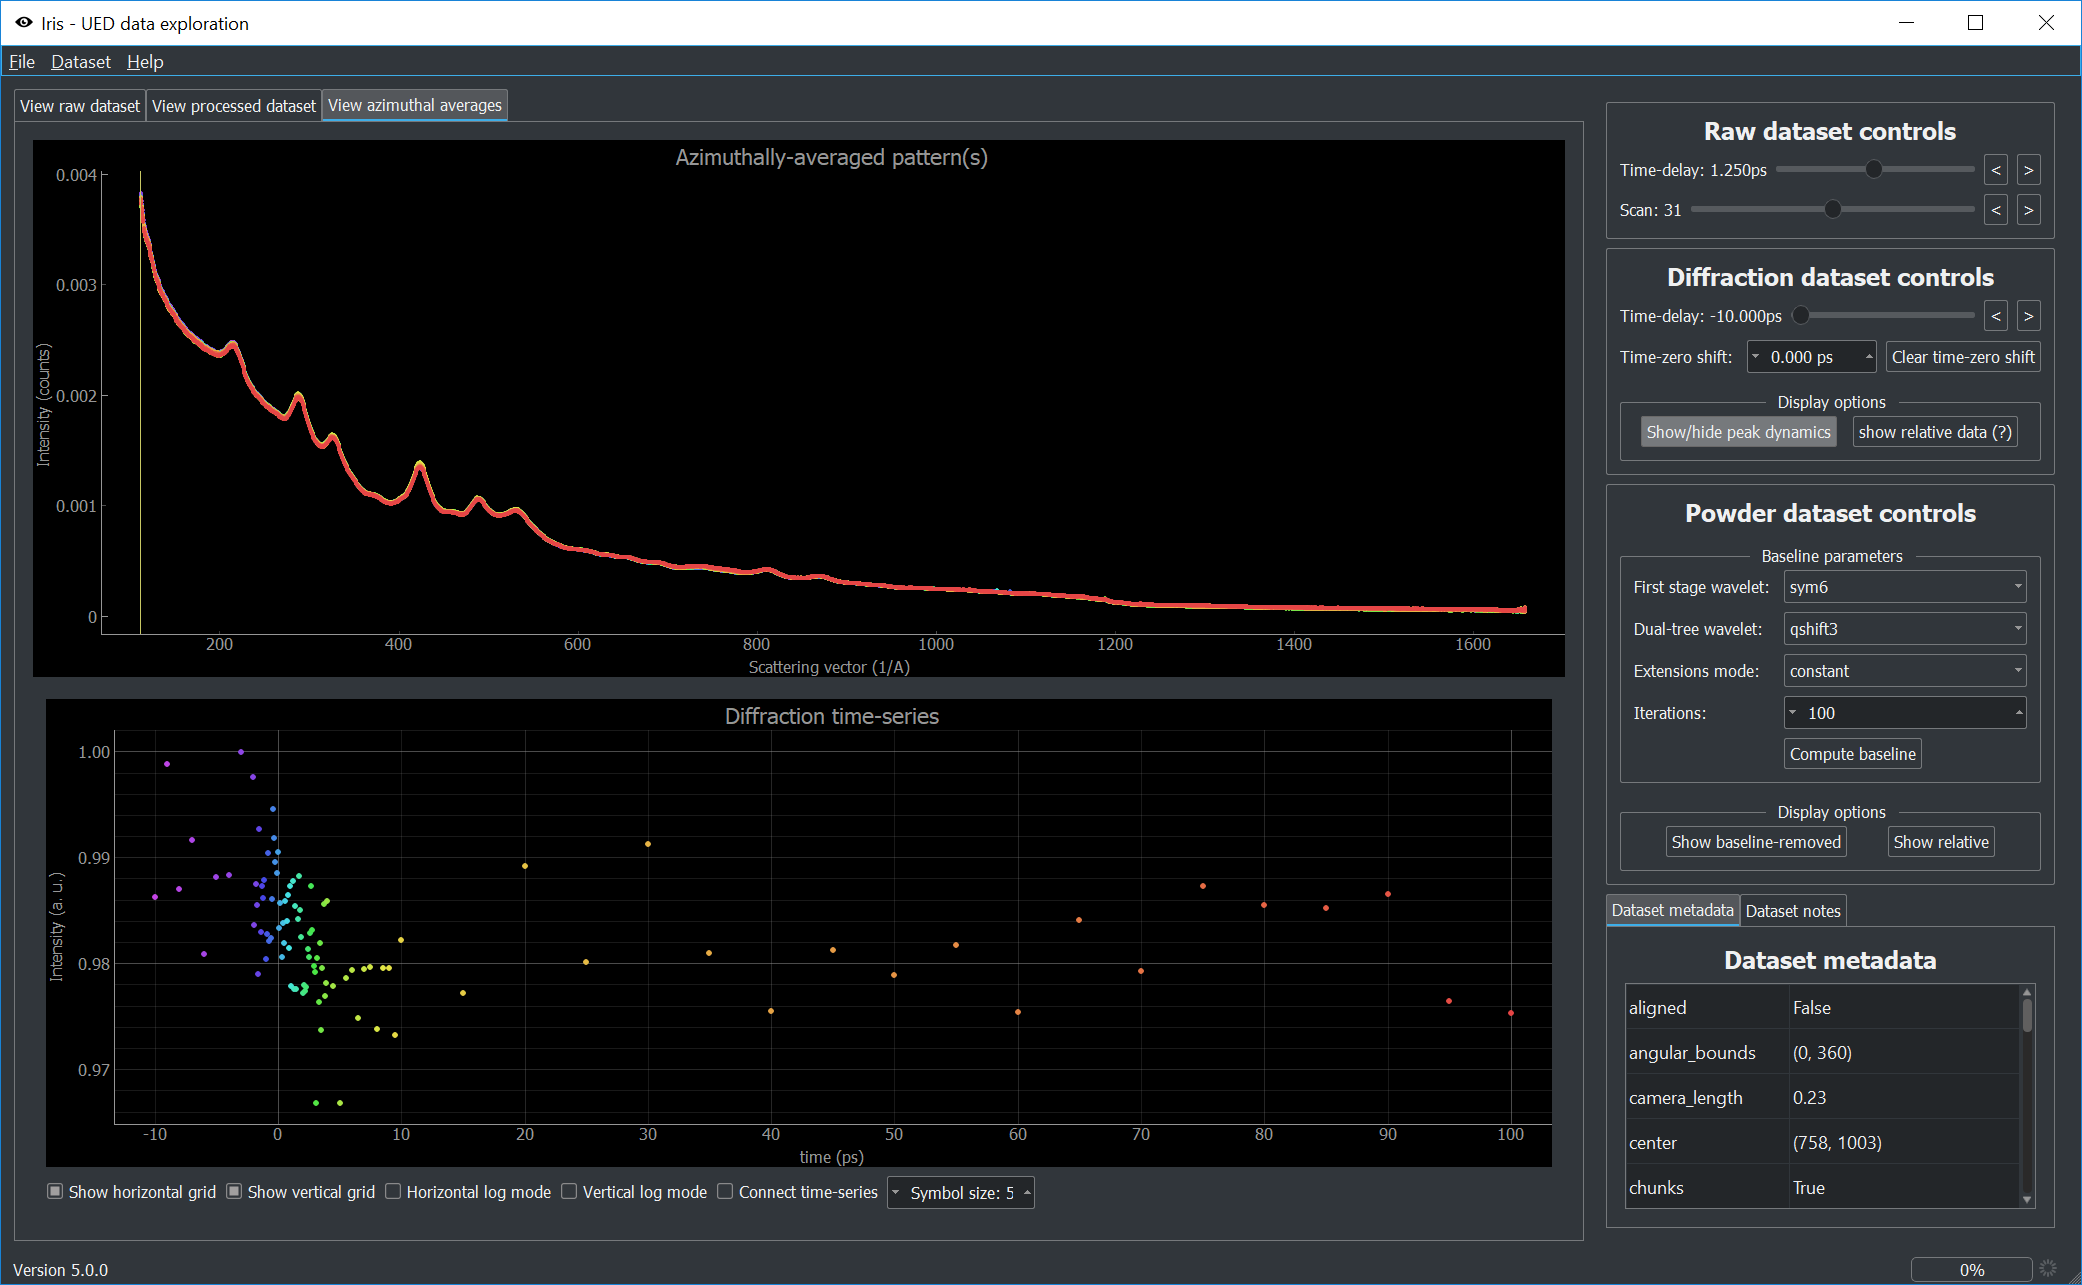 Iris - UED data exploration
File Dataset Help
View raw dataset View processed dataset View azimuthal averages
Azimuthally-averaged pattern(s)
0.004
0.003
0.002
0.001
0
Intensity (counts)
200 400 600 800 1000 1200 1400 1600
Scattering vector (1/A)
Diffraction time-series
1.00
0.99
0.98
0.97
Intensity (a. u.)
-10 0 10 20 30 40 50 60 70 80 90 100
time (ps)
Show horizontal grid Show vertical grid Horizontal log mode Vertical log mode Connect time-series Symbol size: 5
Raw dataset controls
Time-delay: 1.250ps < >
Scan: 31 < >
Diffraction dataset controls
Time-delay: -10.000ps < >
Time-zero shift: 0.000 ps Clear time-zero shift
Display options
Show/hide peak dynamics show relative data (?)
Powder dataset controls
Baseline parameters
First stage wavelet: sym6
Dual-tree wavelet: qshift3
Extensions mode: constant
Iterations: 100
Compute baseline
Display options
Show baseline-removed Show relative
Dataset metadata Dataset notes
Dataset metadata
aligned False
angular_bounds (0, 360)
camera_length 0.23
center (758, 1003)
chunks True
Version 5.0.0 0%